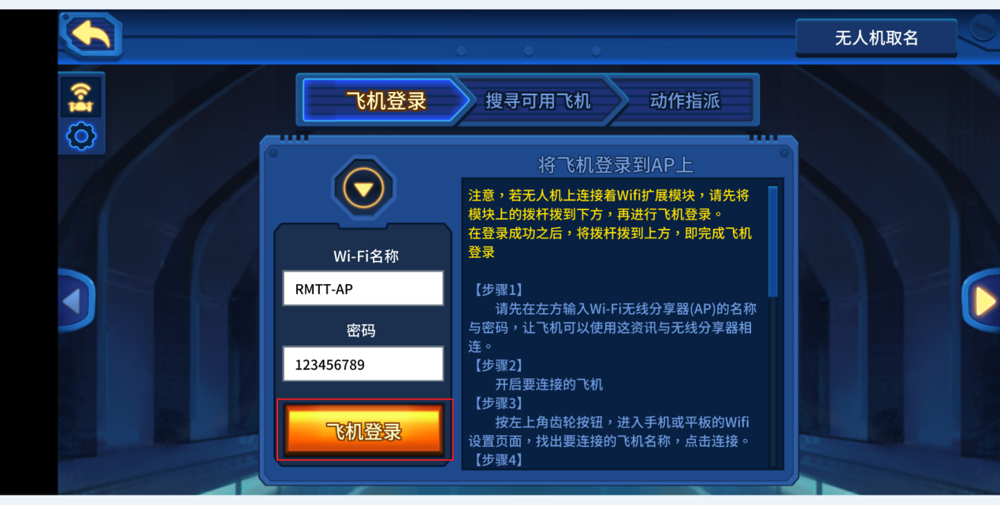 无人机取名
飞机登录
搜寻可用飞机
动作指派
将飞机登录到AP上
Wi-Fi名称
RMTT-AP
密码
123456789
飞机登录
注意，若无人机上连接着Wifi扩展模块，请先将
模块上的拨杆拨到下方，再进行飞机登录。
在登录成功之后，将拨杆拨到上方，即完成飞机
登录
【步骤1】
请先在左方输入Wi-Fi无线分享器(AP)的名称
与密码，让飞机可以使用这资讯与无线分享器相
连。
【步骤2】
开启要连接的飞机
【步骤3】
按左上角齿轮按钮，进入手机或平板的Wifi
设置页面，找出要连接的飞机名称，点击连接。
【步骤4】